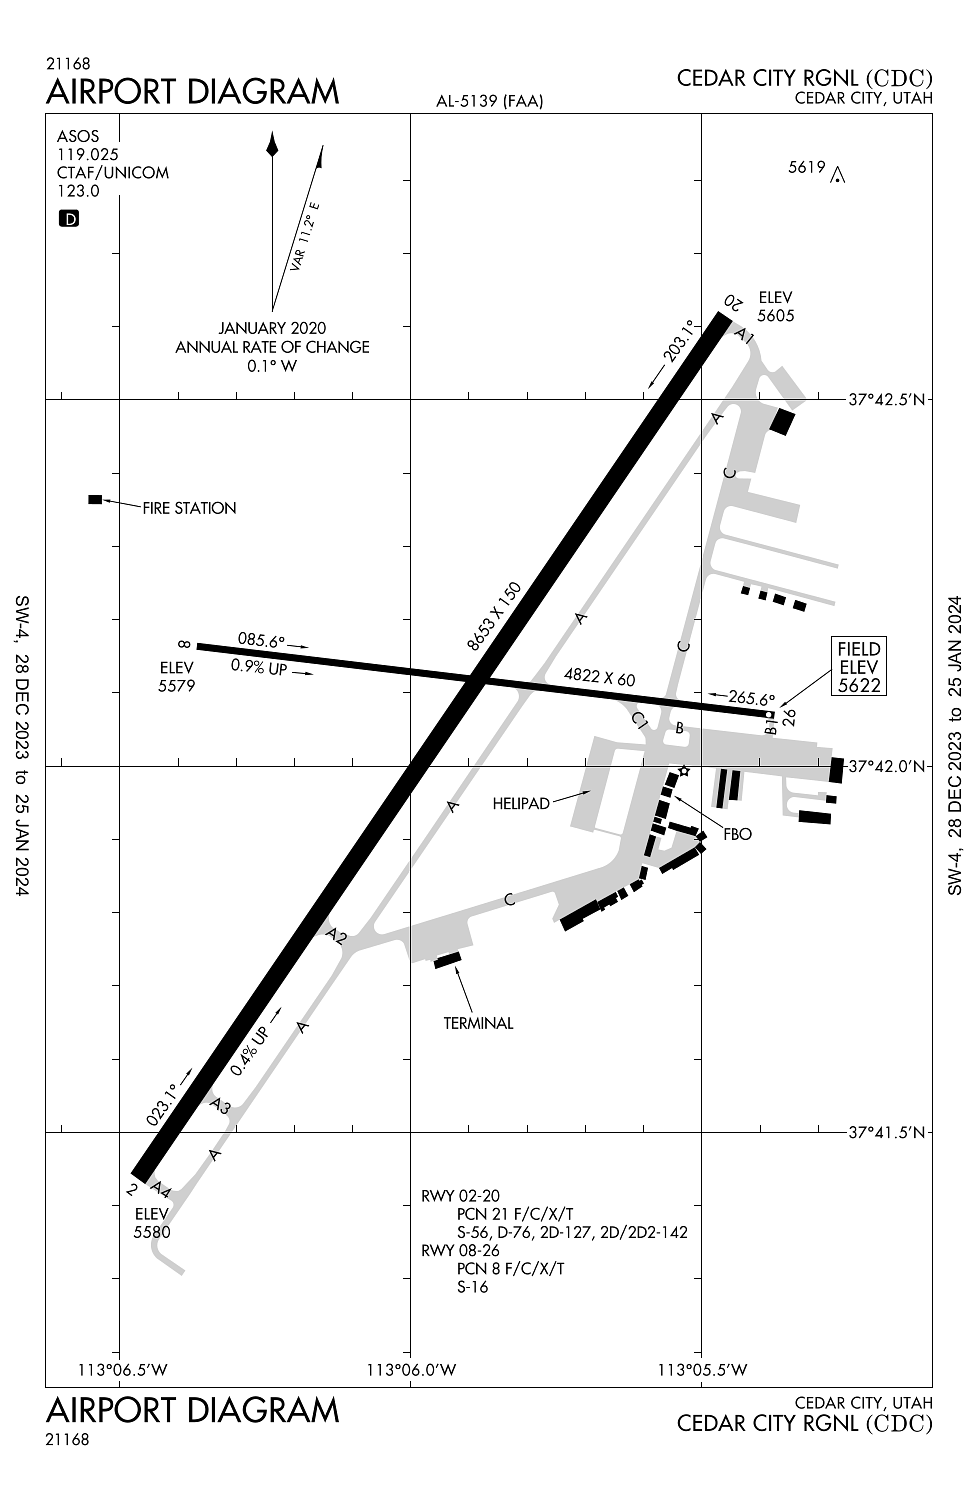 21168
AIRPORT DIAGRAM
AL-5139 (FAA)
CEDAR CITY RGNL (CDC)
CEDAR CITY, UTAH
ASOS
119.025
CTAF/UNICOM
123.0
D
VAR 11.2° E
JANUARY 2020
ANNUAL RATE OF CHANGE
0.1° W
5619
20
ELEV
5605
A1
203.1°
37°42.5'N
A
C
FIRE STATION
8653 X 150
A
C
8
085.6°
0.9% UP
ELEV
5579
4822 X 60
265.6°
FIELD
ELEV
5622
26
B1
C1
B
37°42.0'N
HELIPAD
A
FBO
C
A2
TERMINAL
A
0.4% UP
023.1°
A3
37°41.5'N
A
2
A4
ELEV
5580
RWY 02-20
PCN 21 F/C/X/T
S-56, D-76, 2D-127, 2D/2D2-142
RWY 08-26
PCN 8 F/C/X/T
S-16
113°06.5'W
113°06.0'W
113°05.5'W
SW-4, 28 DEC 2023 to 25 JAN 2024
SW-4, 28 DEC 2023 to 25 JAN 2024
AIRPORT DIAGRAM
21168
CEDAR CITY, UTAH
CEDAR CITY RGNL (CDC)